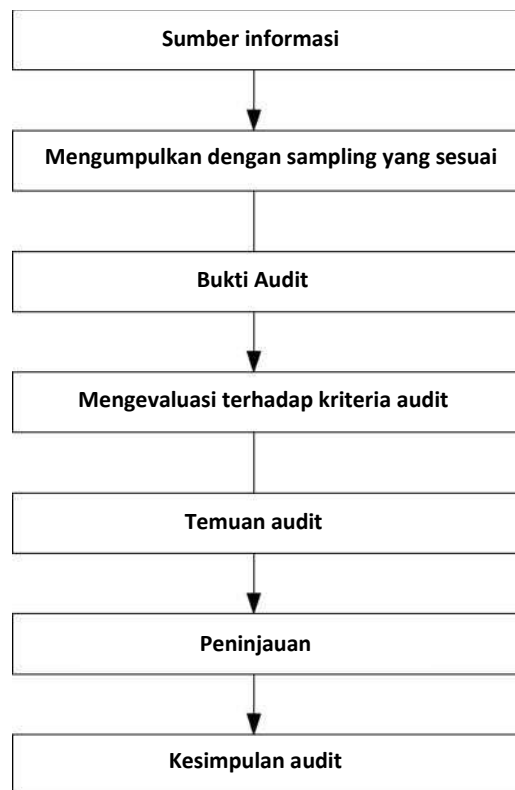 Sumber informasi
Mengumpulkan dengan sampling yang sesuai
Bukti Audit
Mengevaluasi terhadap kriteria audit
Temuan audit
Peninjauan
Kesimpulan audit